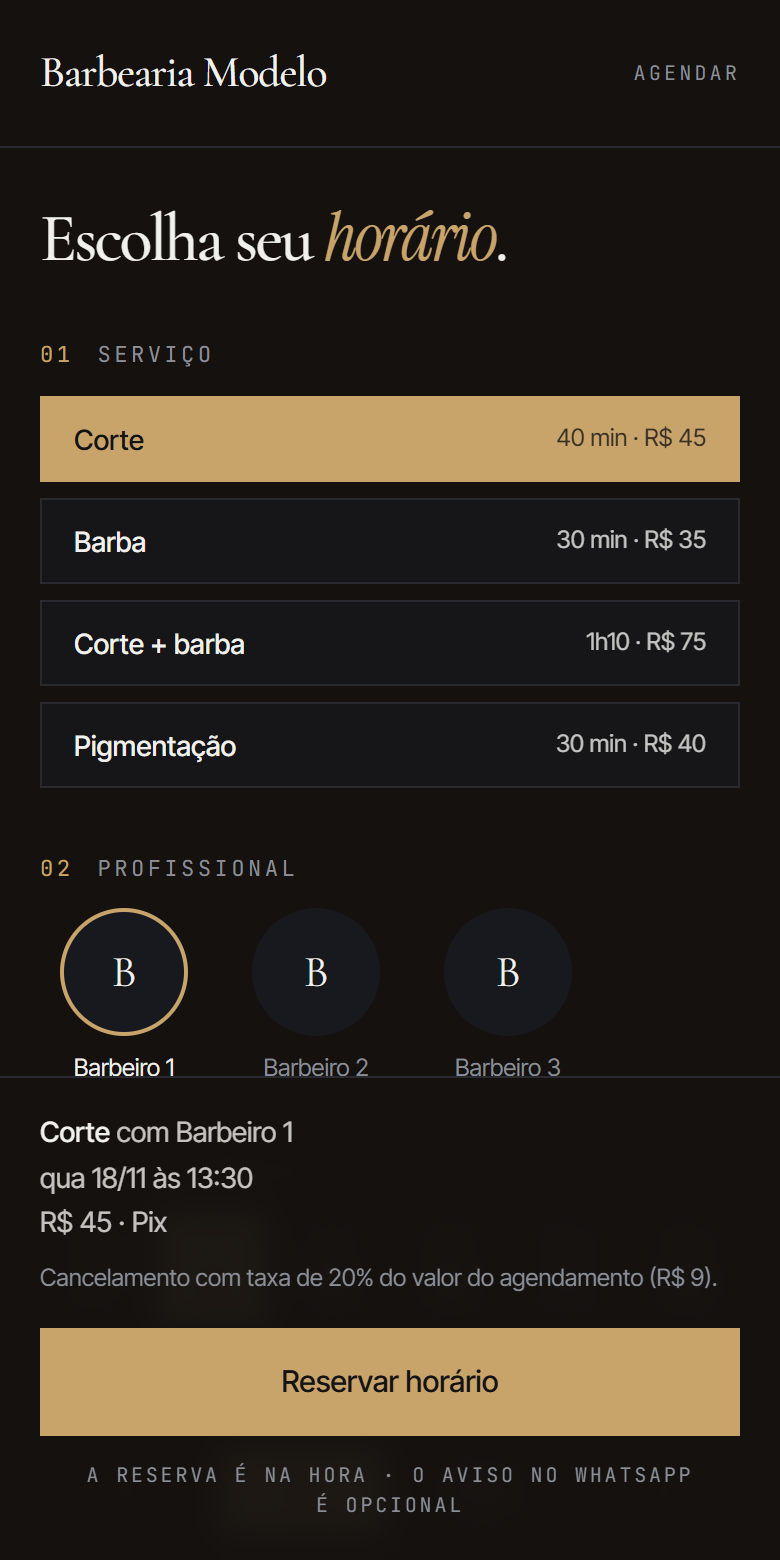 Barbearia Modelo
AGENDAR
Escolha seu horário.
01 SERVIÇO
Corte 40 min · R$ 45
Barba 30 min · R$ 35
Corte + barba 1h10 · R$ 75
Pigmentação 30 min · R$ 40
02 PROFISSIONAL
B B B
Barbeiro 1 Barbeiro 2 Barbeiro 3
Corte com Barbeiro 1
qua 18/11 às 13:30
R$ 45 · Pix
Cancelamento com taxa de 20% do valor do agendamento (R$ 9).
Reservar horário
A RESERVA É NA HORA · O AVISO NO WHATSAPP
É OPCIONAL